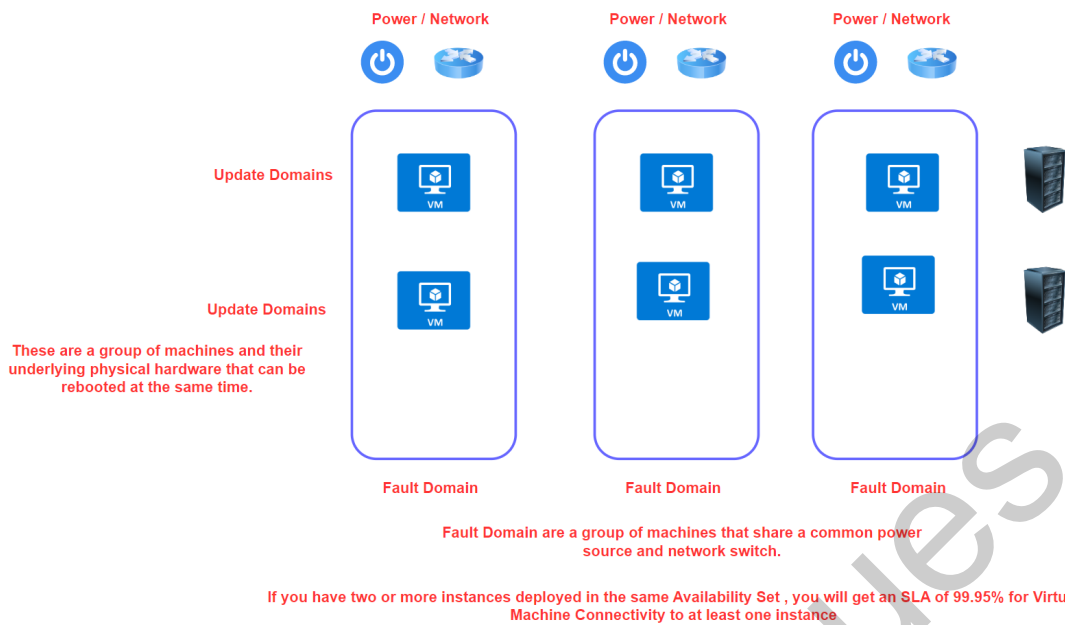 Power / Network
Power / Network
Power / Network
Update Domains
VM
VM
VM
Update Domains
VM
VM
VM
These are a group of machines and their
underlying physical hardware that can be
rebooted at the same time.
Fault Domain
Fault Domain
Fault Domain
Fault Domain are a group of machines that share a common power
source and network switch.
If you have two or more instances deployed in the same Availability Set , you will get an SLA of 99.95% for Virtu
Machine Connectivity to at least one instance
ues